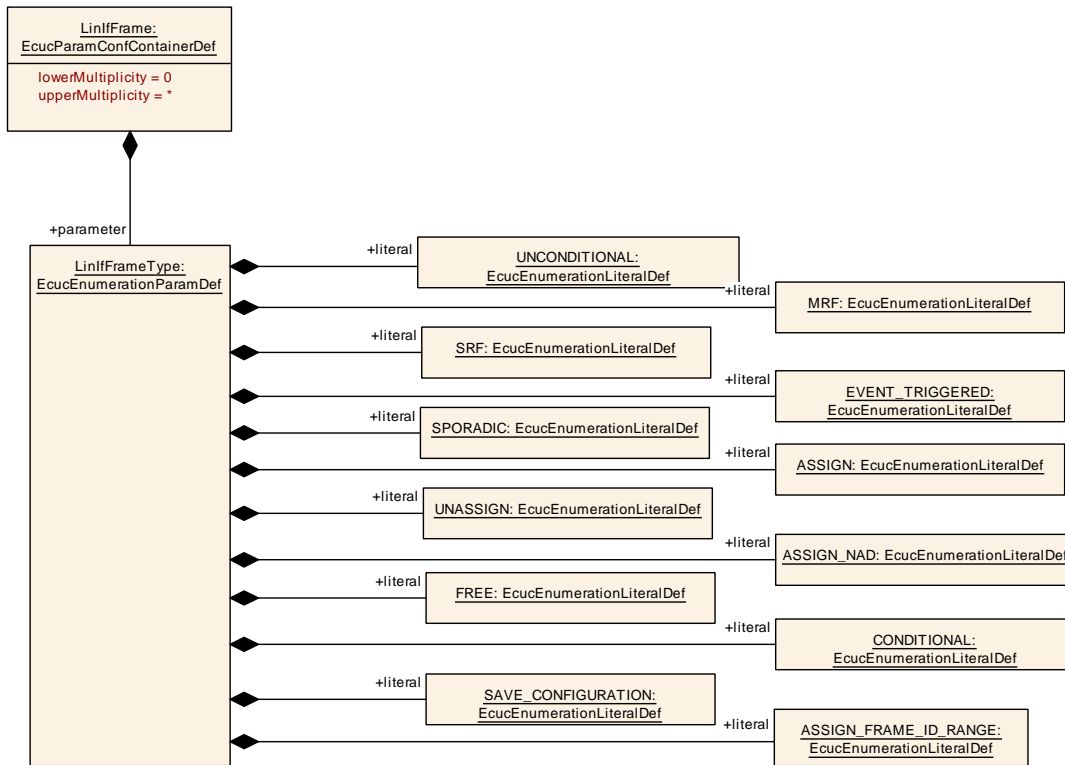 LinIfFrame:
EcucParamConfContainerDef
lowerMultiplicity = 0
upperMultiplicity = *
+parameter
LinIfFrameType:
EcucEnumerationParamDef
+literal
UNCONDITIONAL:
EcucEnumerationLiteralDef
+literal
MRF: EcucEnumerationLiteralDef
+literal
SRF: EcucEnumerationLiteralDef
+literal
EVENT_TRIGGERED:
EcucEnumerationLiteralDef
+literal
SPORADIC: EcucEnumerationLiteralDef
+literal
ASSIGN: EcucEnumerationLiteralDef
+literal
UNASSIGN: EcucEnumerationLiteralDef
+literal
ASSIGN_NAD: EcucEnumerationLiteralDef
+literal
FREE: EcucEnumerationLiteralDef
+literal
CONDITIONAL:
EcucEnumerationLiteralDef
+literal
SAVE_CONFIGURATION:
EcucEnumerationLiteralDef
+literal
ASSIGN_FRAME_ID_RANGE:
EcucEnumerationLiteralDef